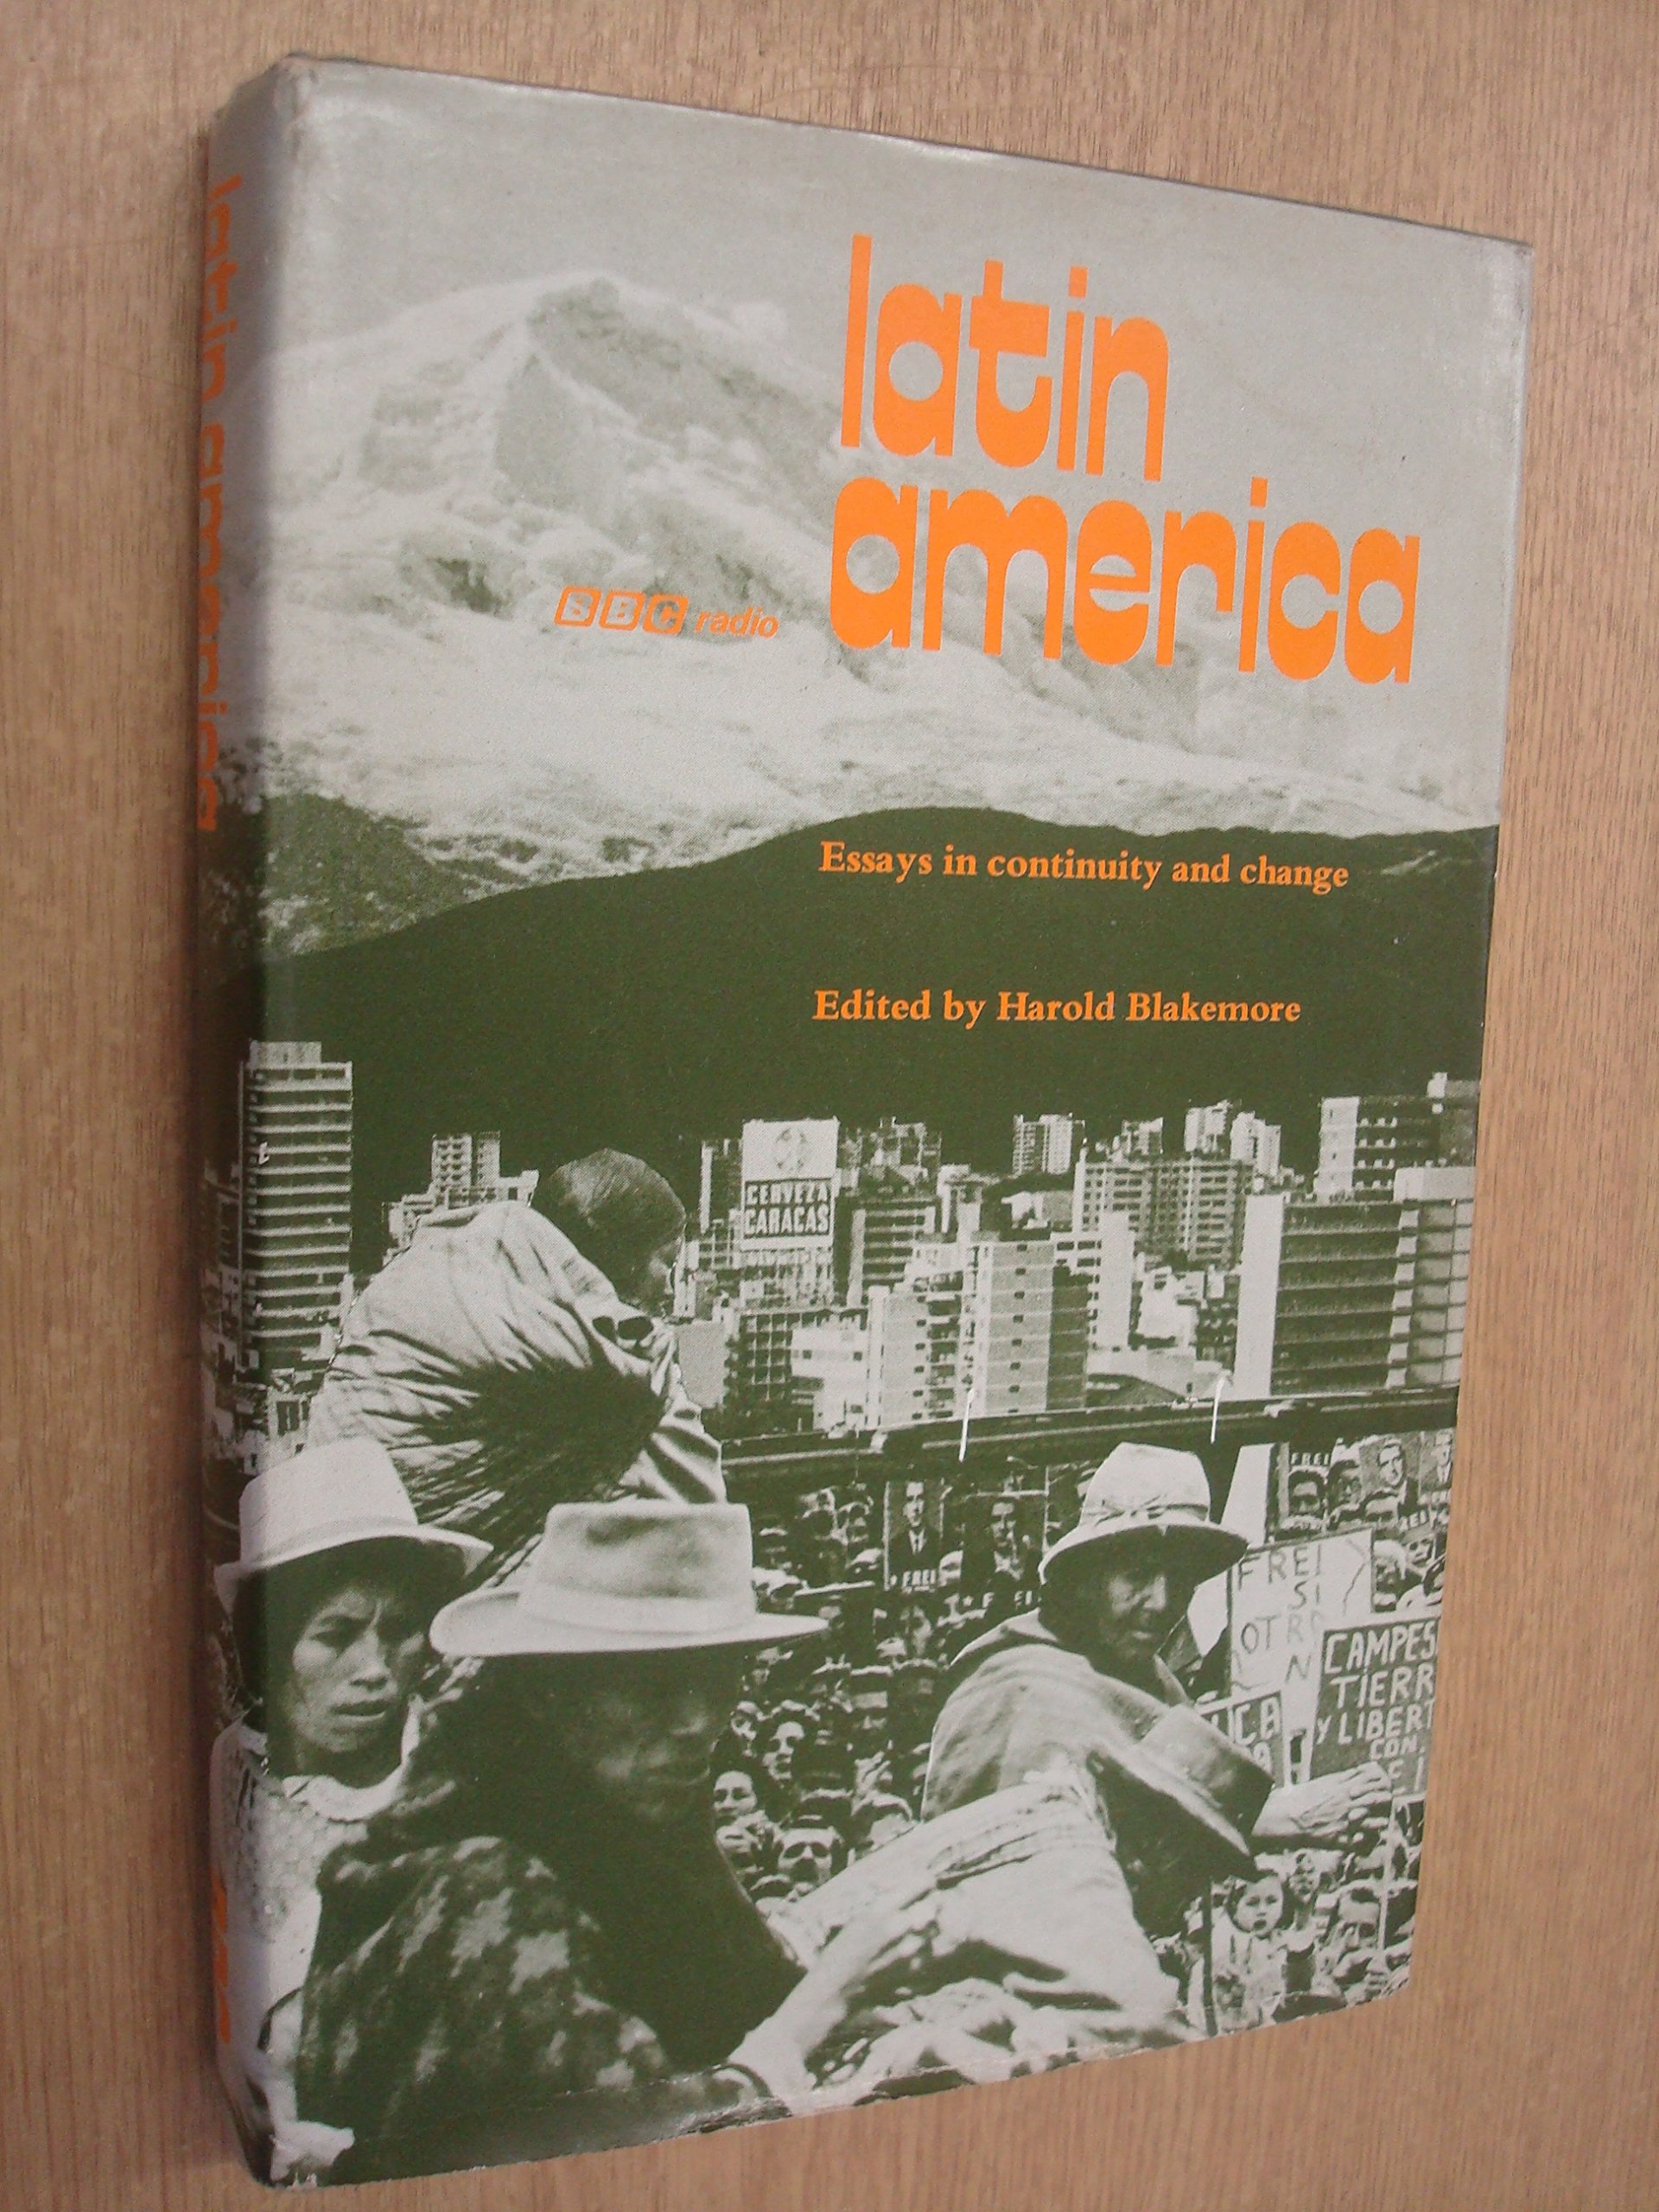 latin
america
BBC radio
Essays in continuity and change
Edited by Harold Blakemore
latin america
CERVEZA
CARACAS
FREI
FREI
FREI
SI
CAMPES
TIERR
Y LIBERT
CON